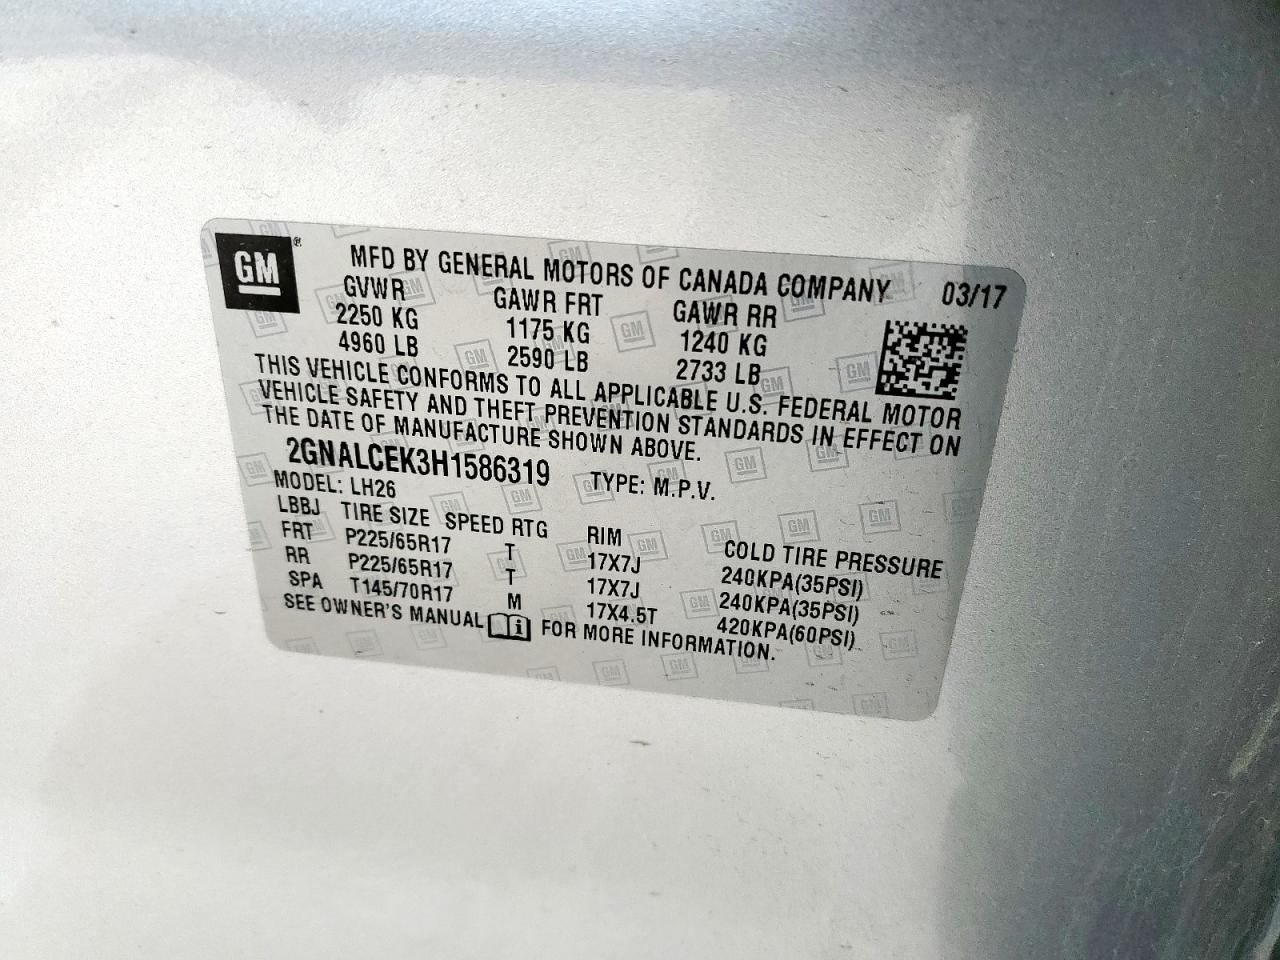 GM ®
MFD BY GENERAL MOTORS OF CANADA COMPANY 03/17
GVWR GAWR FRT GAWR RR
2250 KG 1175 KG 1240 KG
4960 LB 2590 LB 2733 LB
THIS VEHICLE CONFORMS TO ALL APPLICABLE U.S. FEDERAL MOTOR
VEHICLE SAFETY AND THEFT PREVENTION STANDARDS IN EFFECT ON
THE DATE OF MANUFACTURE SHOWN ABOVE.
2GNALCEK3H1586319 TYPE: M.P.V.
MODEL: LH26
LBBJ TIRE SIZE SPEED RTG RIM COLD TIRE PRESSURE
FRT P225/65R17 T 17X7J 240KPA(35PSI)
RR P225/65R17 T 17X7J 240KPA(35PSI)
SPA T145/70R17 M 17X4.5T 420KPA(60PSI)
SEE OWNER'S MANUAL i FOR MORE INFORMATION.